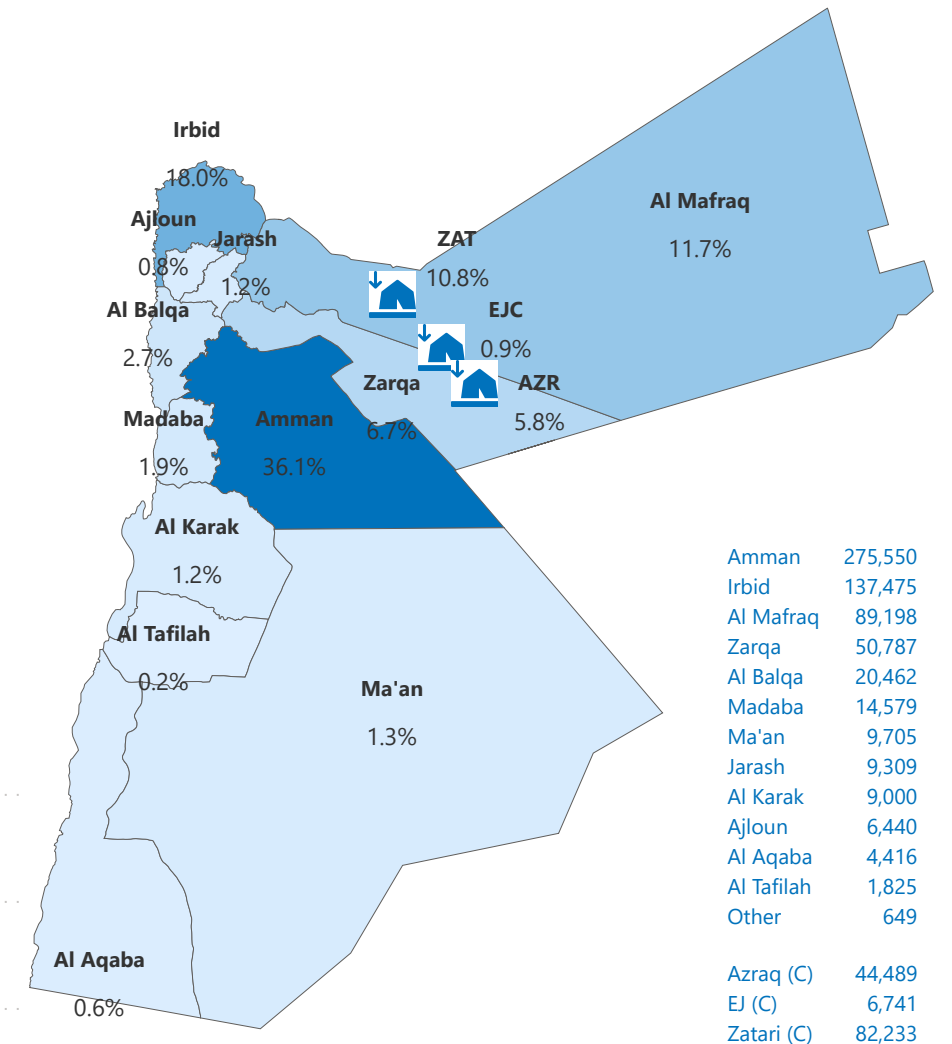 Irbid
18.0%
Al Mafraq
11.7%
Ajloun
0.8%
Jarash
1.2%
ZAT
10.8%
EJC
0.9%
Al Balqa
2.7%
Zarqa
6.7%
AZR
5.8%
Madaba
1.9%
Amman
36.1%
Al Karak
1.2%
Al Tafilah
0.2%
Ma'an
1.3%
Al Aqaba
0.6%
Amman 275,550
Irbid 137,475
Al Mafraq 89,198
Zarqa 50,787
Al Balqa 20,462
Madaba 14,579
Ma'an 9,705
Jarash 9,309
Al Karak 9,000
Ajloun 6,440
Al Aqaba 4,416
Al Tafilah 1,825
Other 649
Azraq (C) 44,489
EJ (C) 6,741
Zatari (C) 82,233